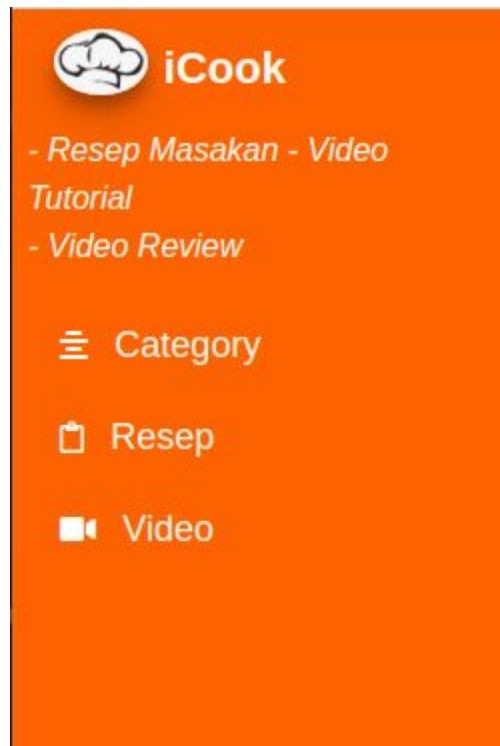 iCook
- Resep Masakan - Video
Tutorial
- Video Review
Category
Resep
Video